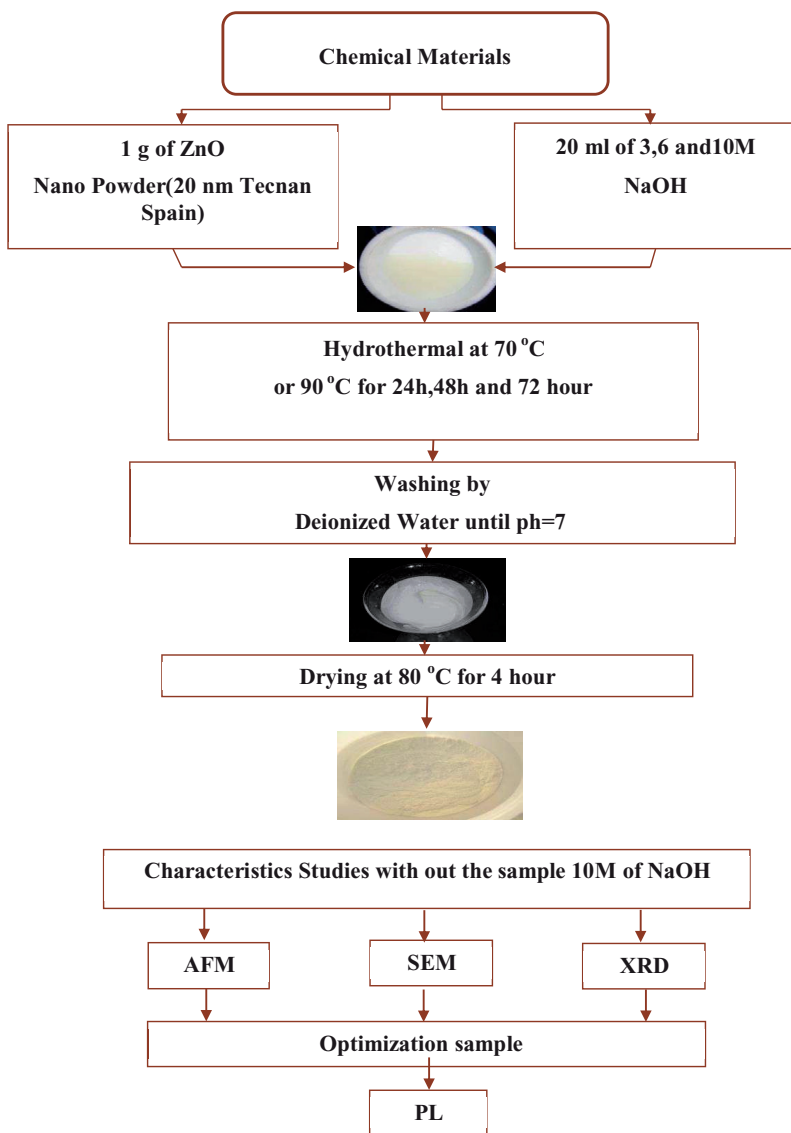 Chemical Materials
1 g of ZnO
Nano Powder(20 nm Tecnan
Spain)
20 ml of 3,6 and10M
NaOH
Hydrothermal at 70 °C
or 90 °C for 24h,48h and 72 hour
Washing by
Deionized Water until ph=7
Drying at 80 °C for 4 hour
Characteristics Studies with out the sample 10M of NaOH
AFM
SEM
XRD
Optimization sample
PL